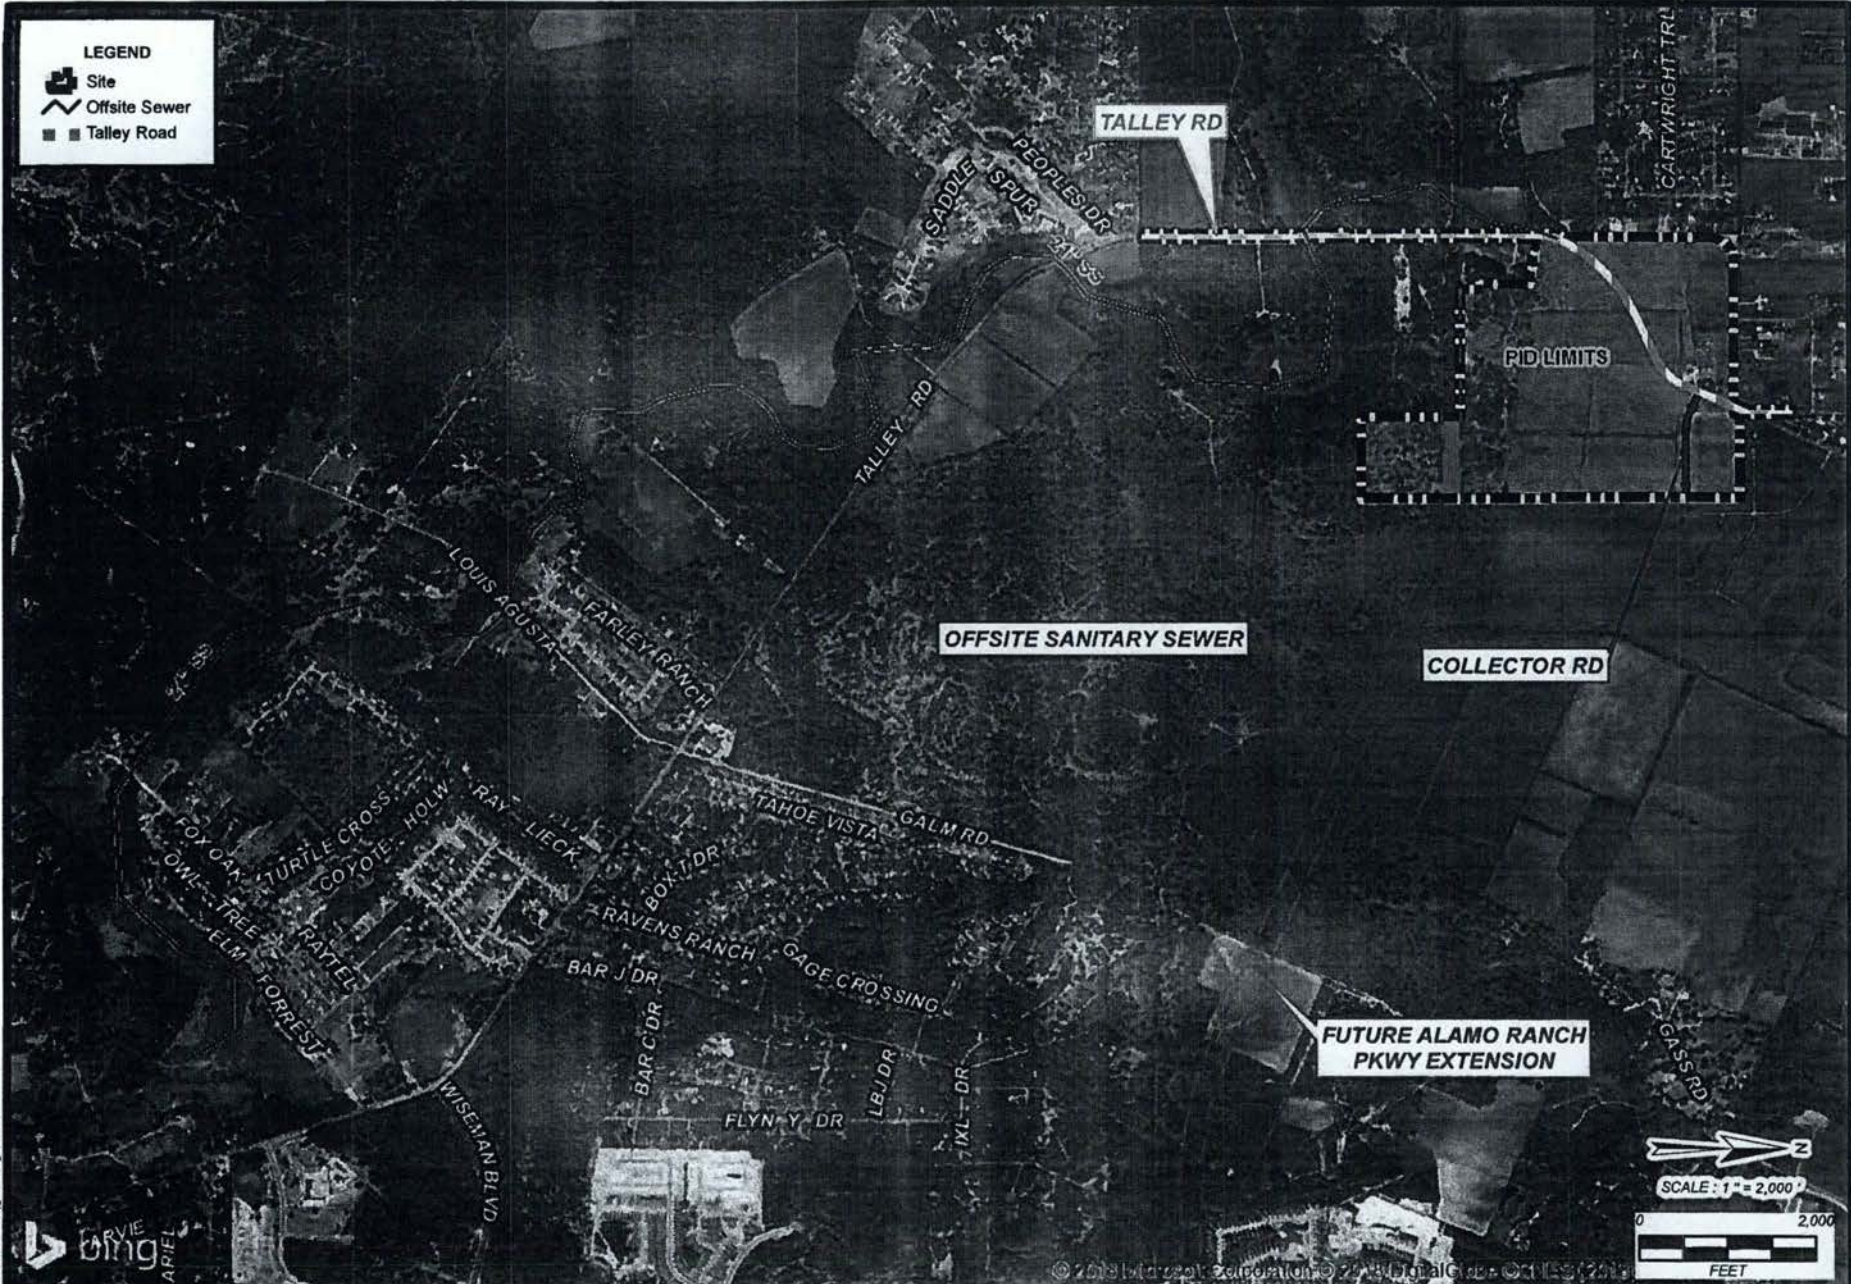 LEGEND
Site
Offsite Sewer
Talley Road
CARTWRIGHT TRL
TALLEY RD
PEOPLES DR
SADDLE
SPUR
PID LIMITS
TALLEY RD
LOUIS AGUSTA
FARLEY RANCH
OFFSITE SANITARY SEWER
COLLECTOR RD
TAHOE VISTA
GALM RD
RAY LIECK
TURTLE CROSS
COYOTE HOLW
FOX OAK
OWL TREE
ELM FORREST
RAYTEL
BOX T DR
RAVENS RANCH
GAGE CROSSING
BAR J DR
BAR C DR
LBJ DR
7IXL DR
FLYN Y DR
WISEMAN BLVD
FUTURE ALAMO RANCH
PKWY EXTENSION
GASS RD
N
SCALE: 1" = 2,000'
0 2,000
FEET
TARVIE
bing
ARIEL